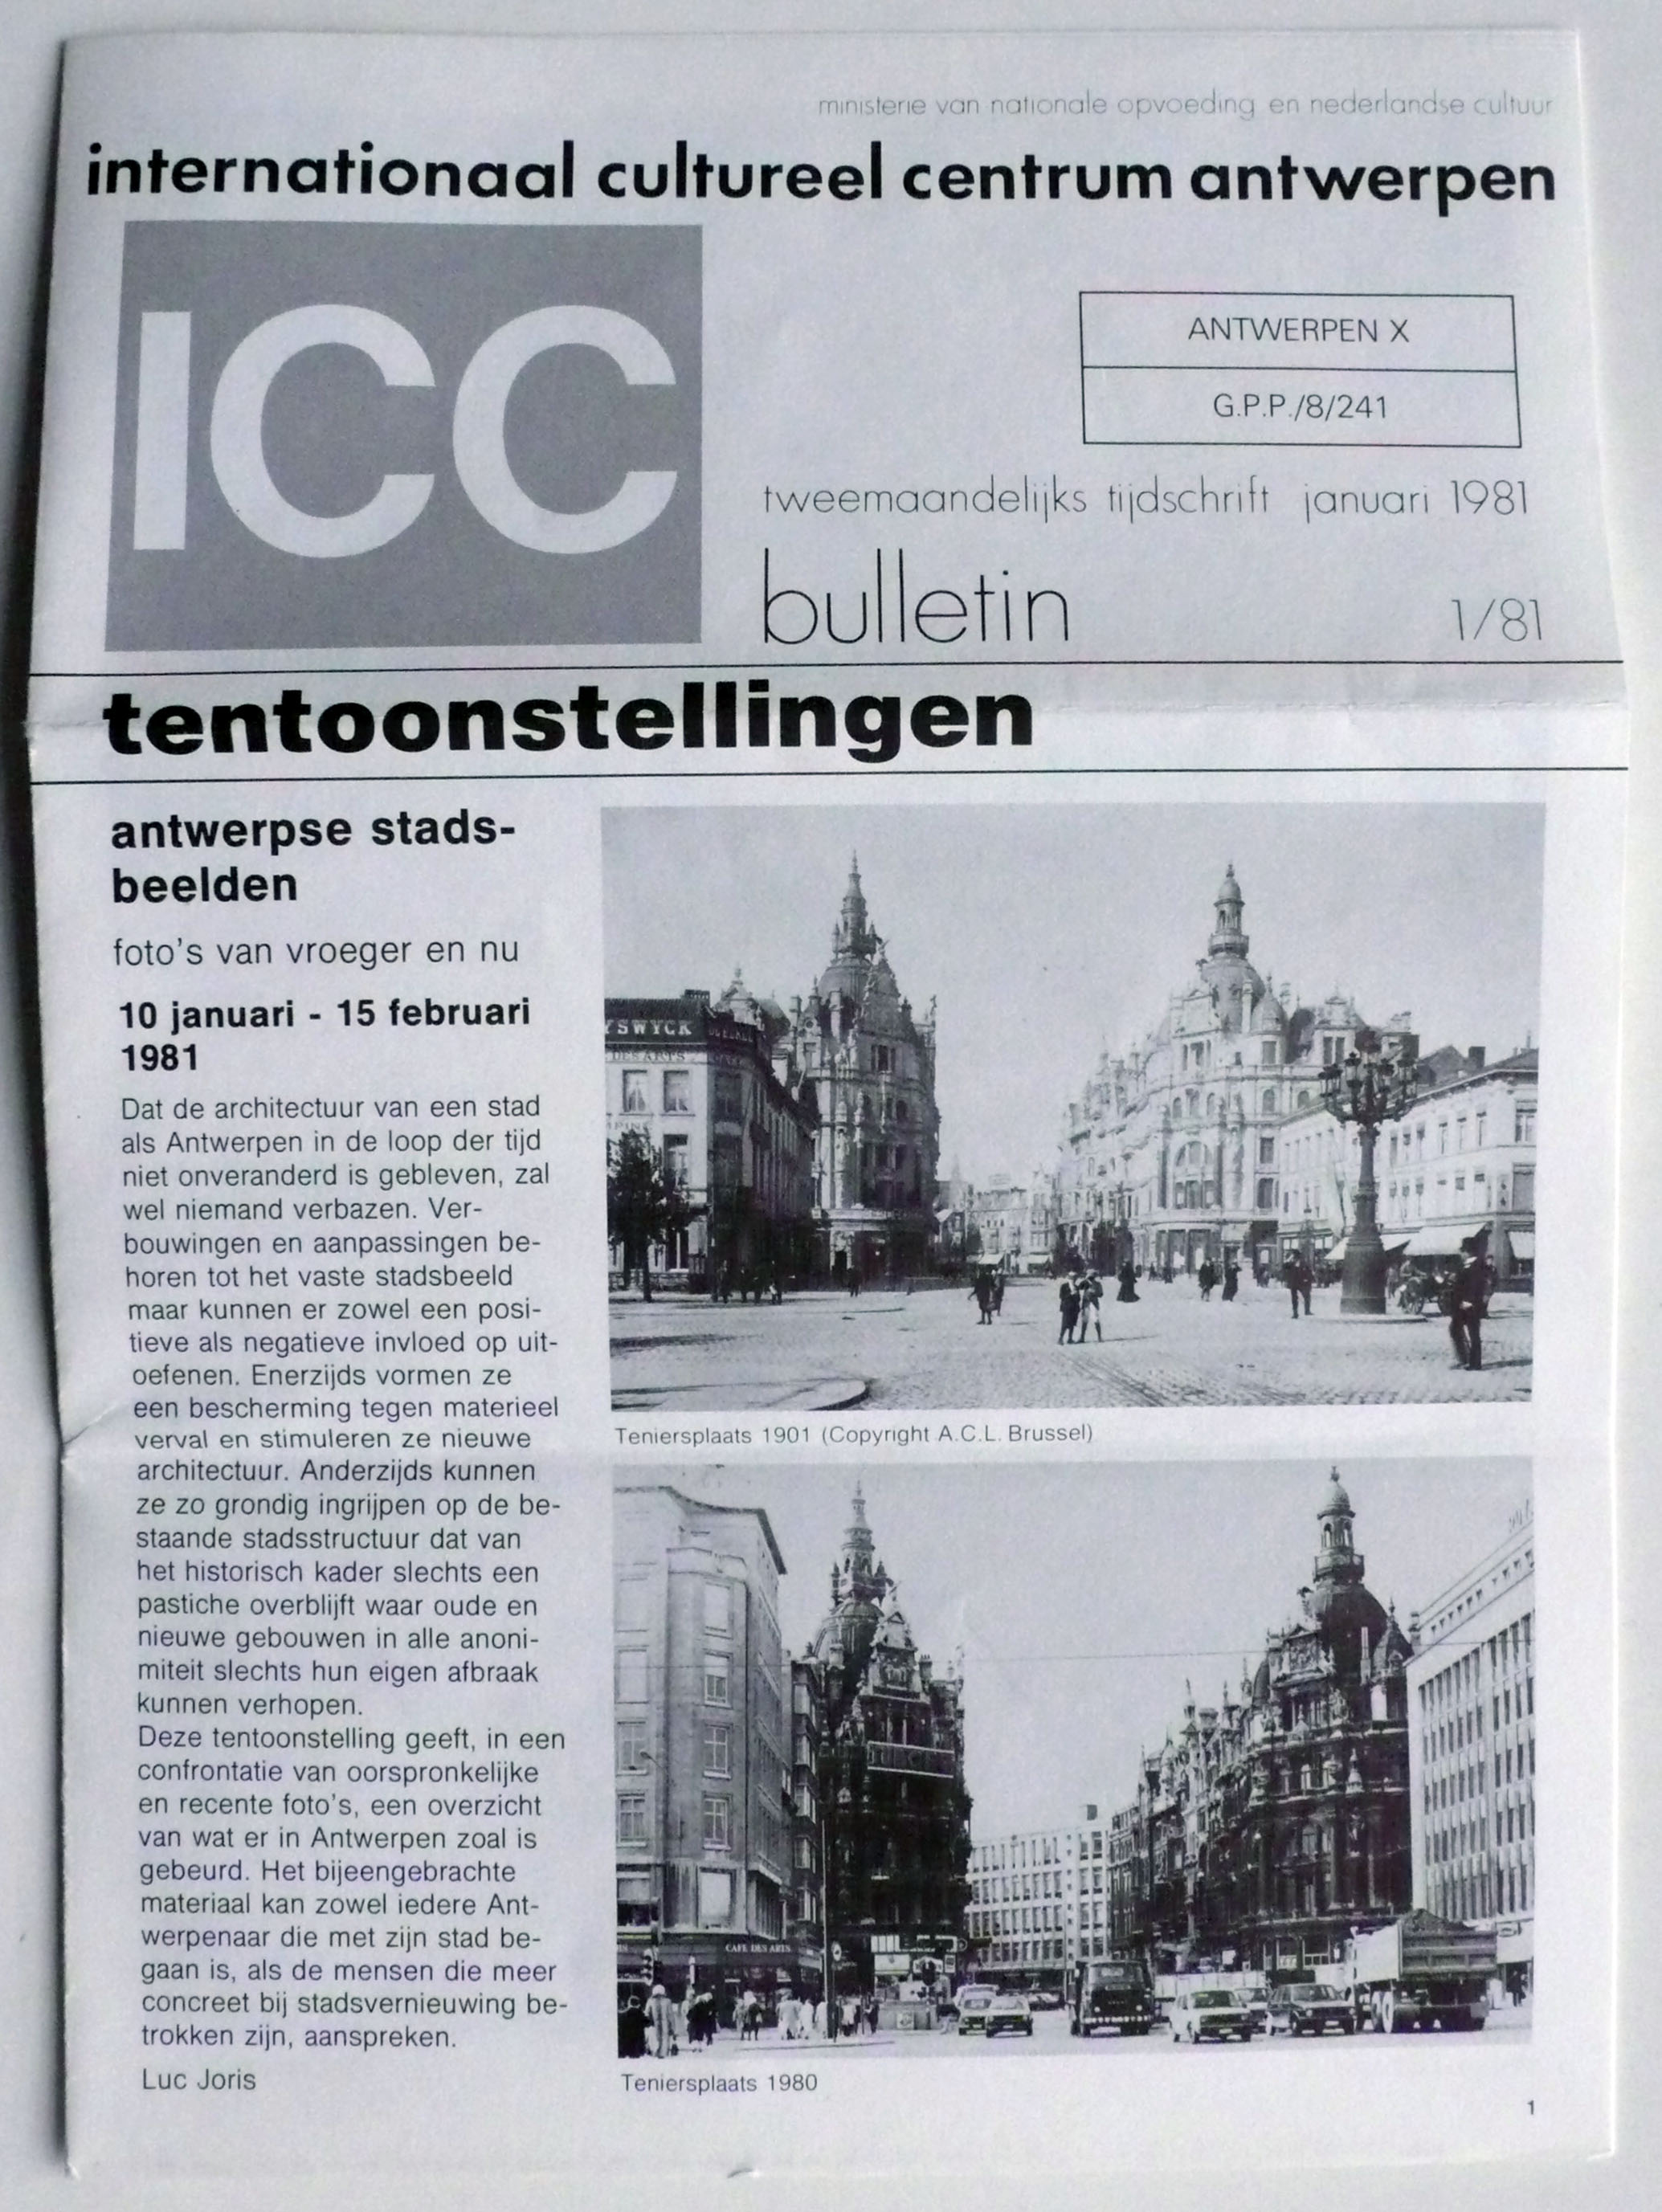 ministerie van nationale opvoeding en nederlandse cultuur
internationaal cultureel centrum antwerpen
ICC
ANTWERPEN X
G.P.P./8/241
tweemaandelijks tijdschrift januari 1981
bulletin 1/81
tentoonstellingen
antwerpse stads-
beelden
foto's van vroeger en nu
10 januari - 15 februari
1981
Dat de architectuur van een stad
als Antwerpen in de loop der tijd
niet onveranderd is gebleven, zal
wel niemand verbazen. Ver-
bouwingen en aanpassingen be-
horen tot het vaste stadsbeeld
maar kunnen er zowel een posi-
tieve als negatieve invloed op uit-
oefenen. Enerzijds vormen ze
een bescherming tegen materieel
verval en stimuleren ze nieuwe
architectuur. Anderzijds kunnen
ze zo grondig ingrijpen op de be-
staande stadsstructuur dat van
het historisch kader slechts een
pastiche overblijft waar oude en
nieuwe gebouwen in alle anoni-
miteit slechts hun eigen afbraak
kunnen verhopen.
Deze tentoonstelling geeft, in een
confrontatie van oorspronkelijke
en recente foto's, een overzicht
van wat er in Antwerpen zoal is
gebeurd. Het bijeengebrachte
materiaal kan zowel iedere Ant-
werpenaar die met zijn stad be-
gaan is, als de mensen die meer
concreet bij stadsvernieuwing be-
trokken zijn, aanspreken.
Luc Joris
YSWYCK
DES ARTS
Teniersplaats 1901 (Copyright A.C.L. Brussel)
CAFE DES ARTS
Teniersplaats 1980
1